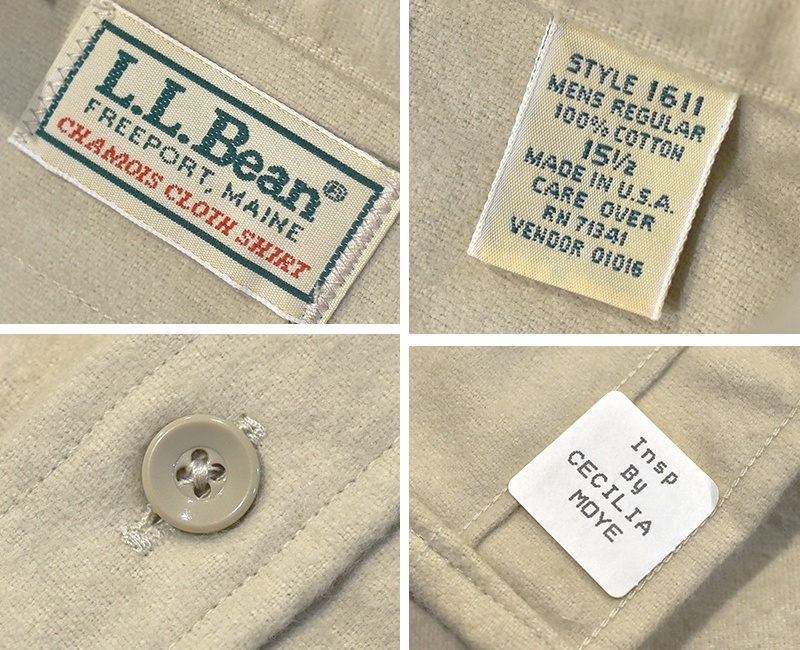 L.L.Bean®
FREEPORT, MAINE
CHAMOIS CLOTH SHIRT
STYLE 1611
MENS REGULAR
100% COTTON
15½
MADE IN U.S.A.
CARE OVER
RN 71341
VENDOR 01016
Insp
By
CECILIA
MOYE